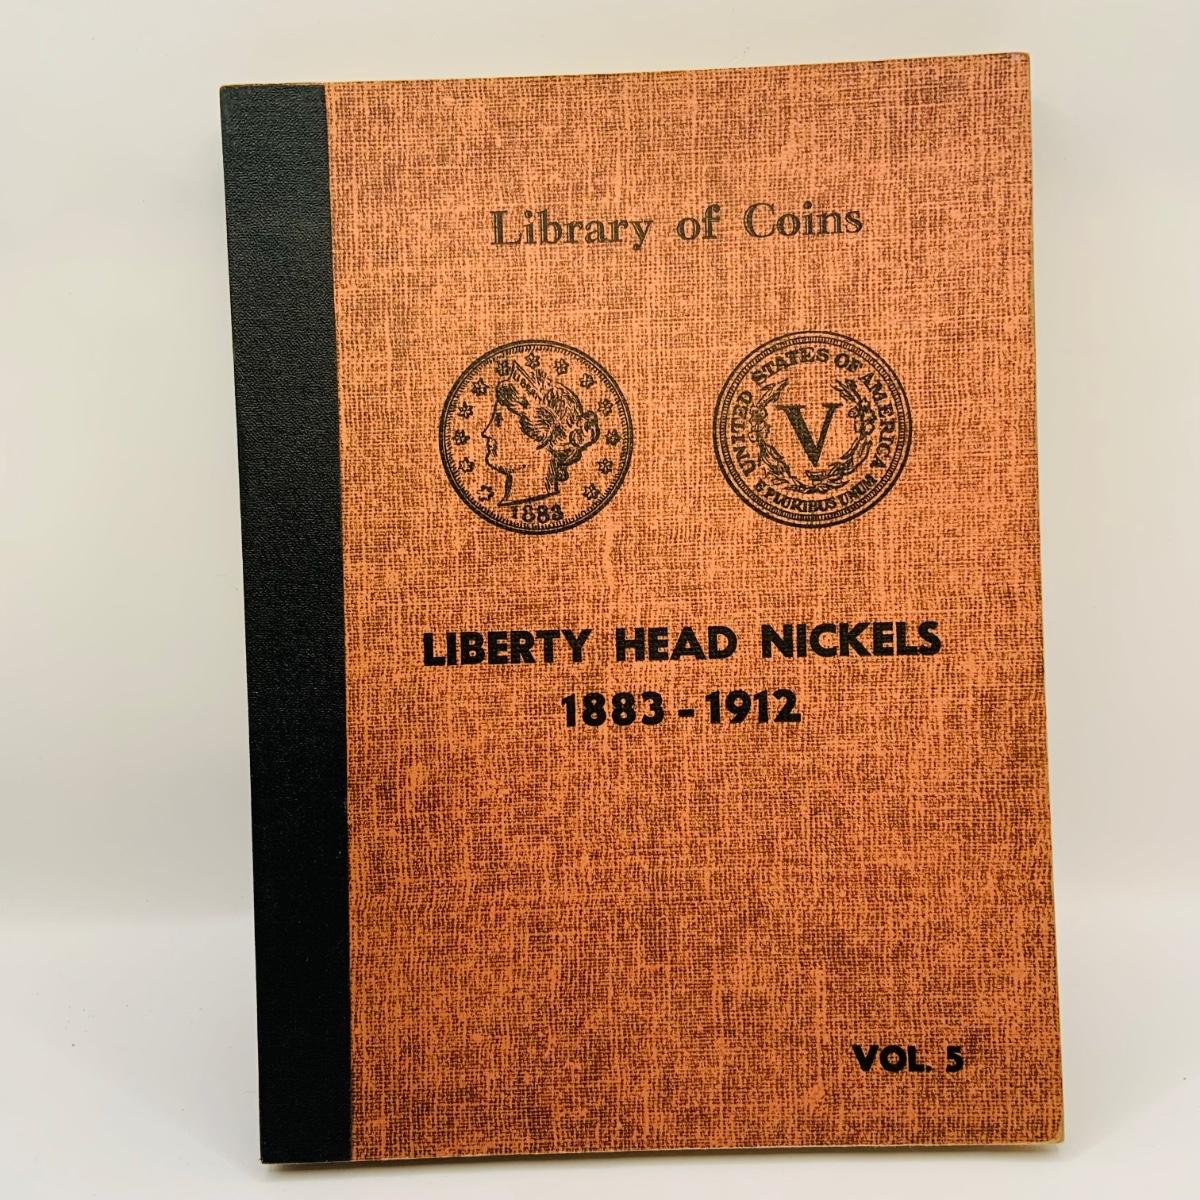 Library of Coins
1883
UNITED STATES OF AMERICA
V
E PLURIBUS UNUM
LIBERTY HEAD NICKELS
1883 - 1912
VOL. 5